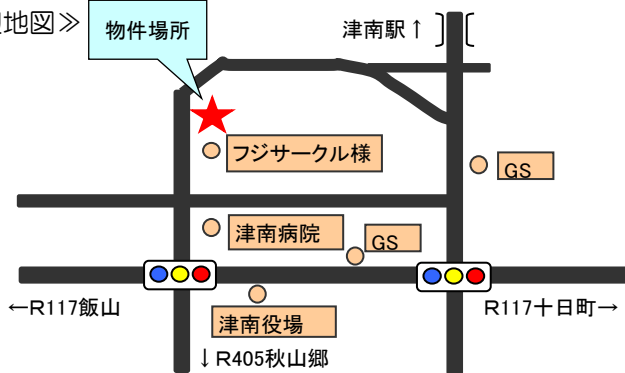 地図≫
物件場所
津南駅↑
フジサークル様
GS
津南病院
GS
←R117飯山
R117十日町→
津南役場
↓R405秋山郷